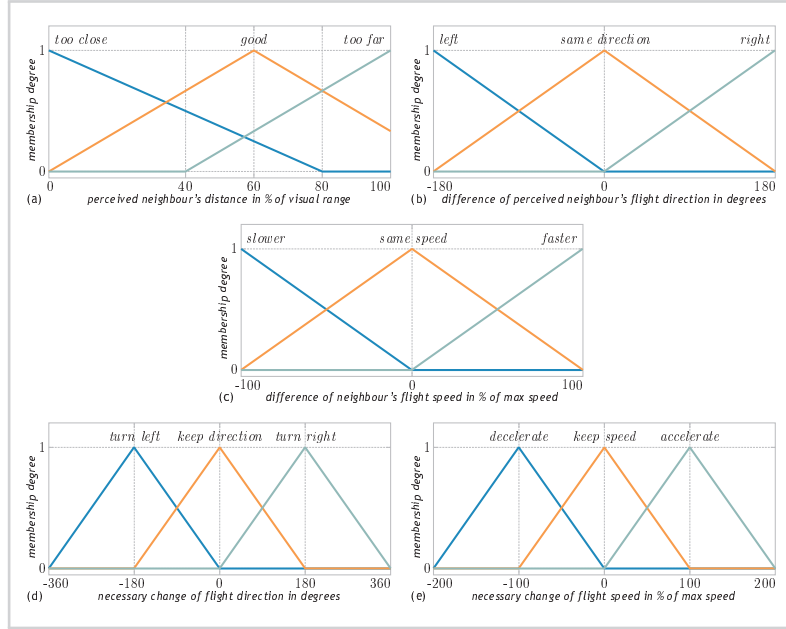 too close good too far
1
membership degree
0
0 40 60 80 100
(a) perceived neighbour's distance in % of visual range
left same direction right
1
membership degree
0
-180 0 180
(b) difference of perceived neighbour's flight direction in degrees
slower same speed faster
1
membership degree
0
-100 0 100
(c) difference of neighbour's flight speed in % of max speed
turn left keep direction turn right
1
membership degree
0
-360 -180 0 180 360
(d) necessary change of flight direction in degrees
decelerate keep speed accelerate
1
membership degree
0
-200 -100 0 100 200
(e) necessary change of flight speed in % of max speed